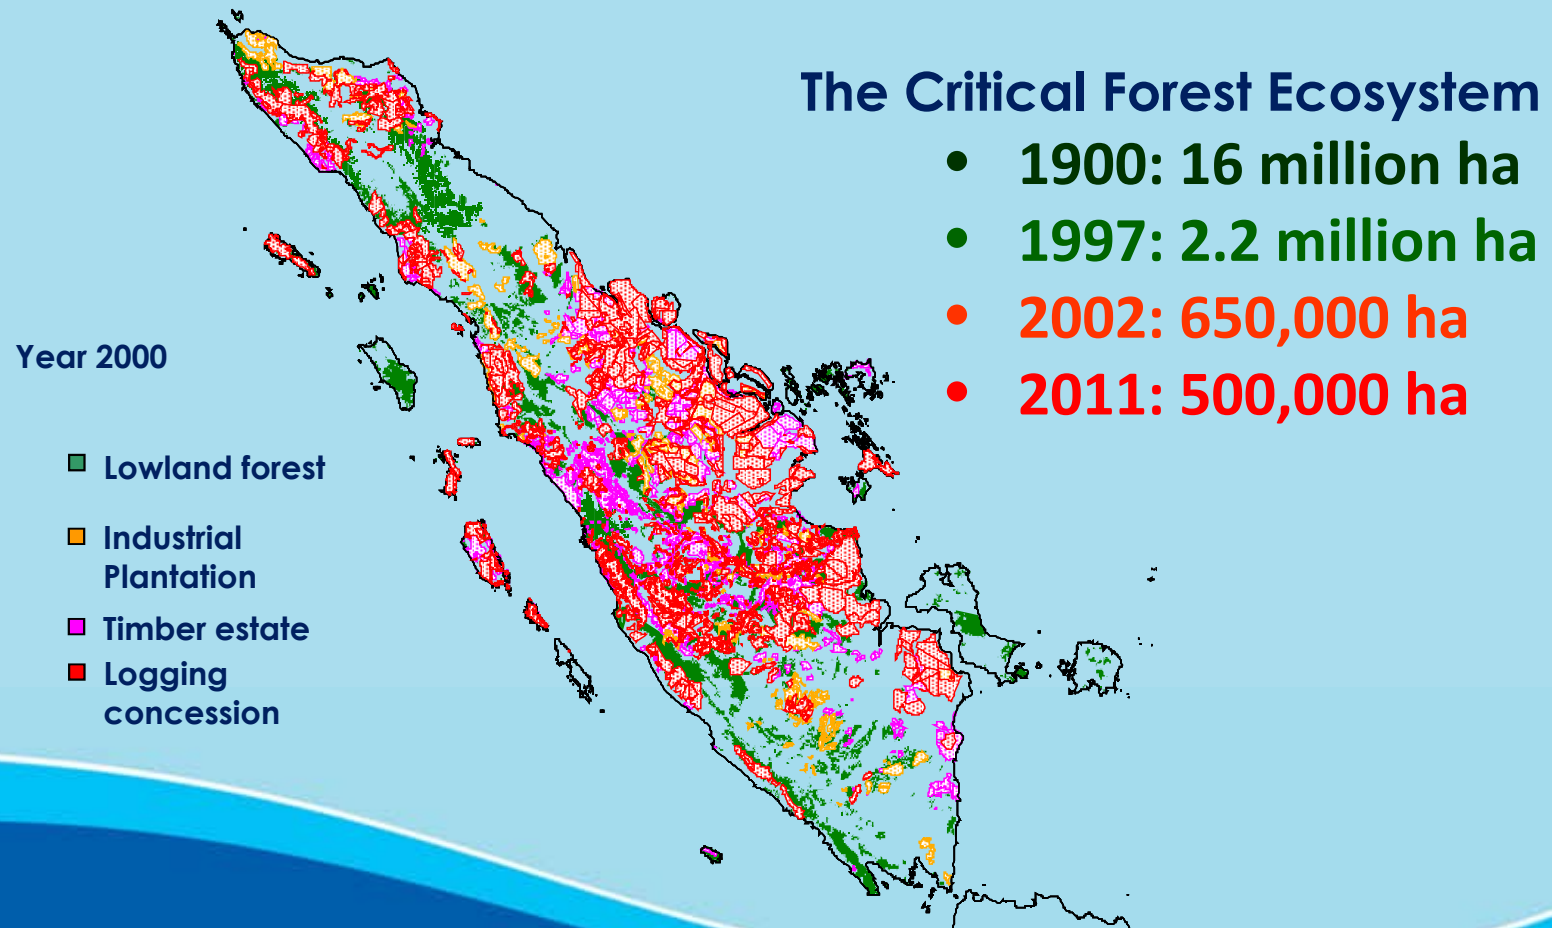 The Critical Forest Ecosystem
• 1900: 16 million ha
• 1997: 2.2 million ha
• 2002: 650,000 ha
• 2011: 500,000 ha
Year 2000
Lowland forest
Industrial
Plantation
Timber estate
Logging
concession